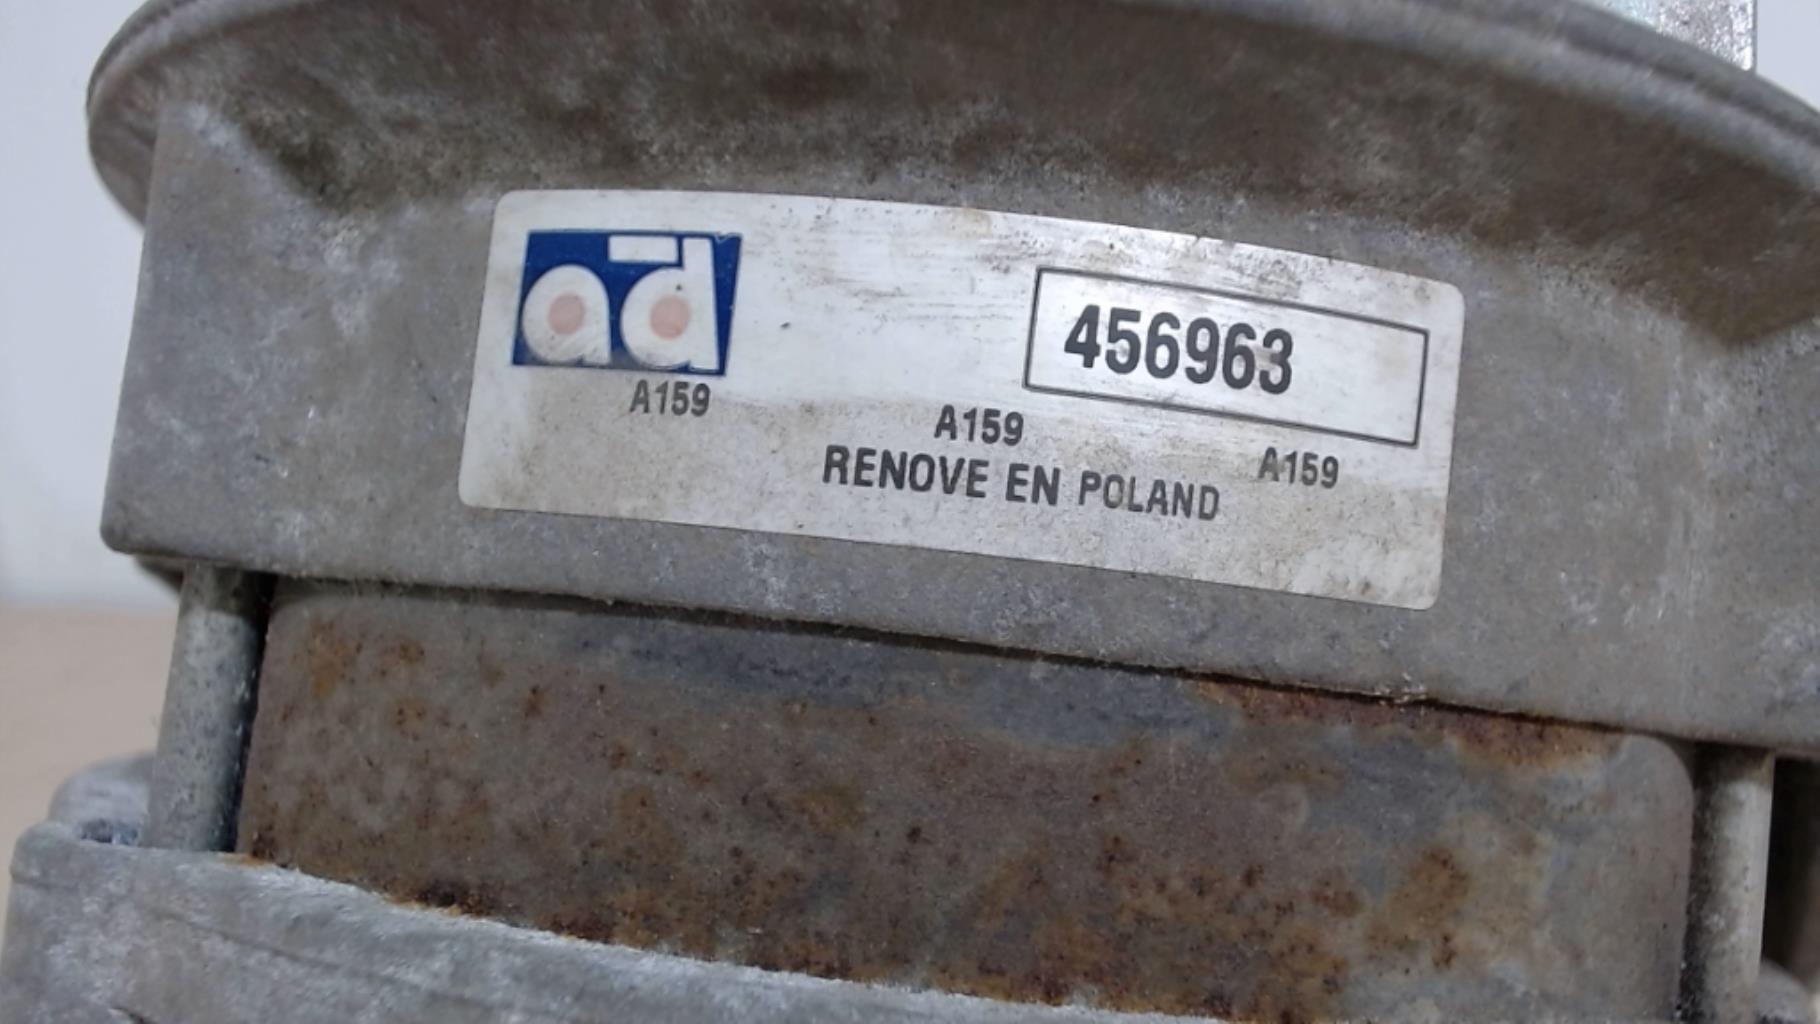 ad
456963
A159 A159 A159
RENOVE EN POLAND